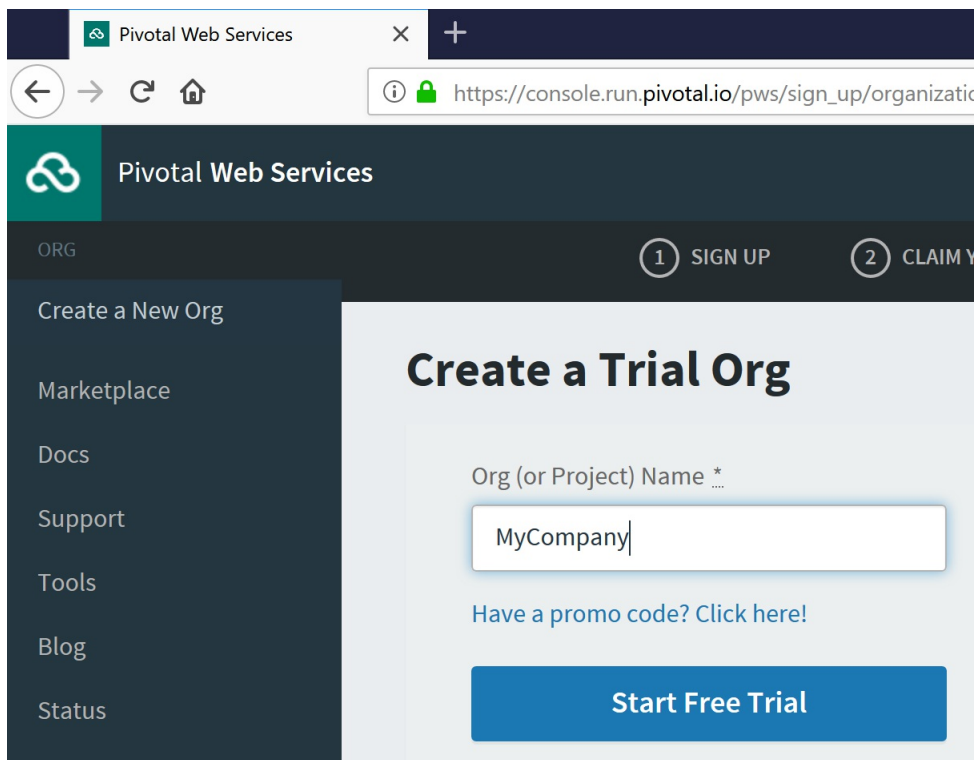 Pivotal Web Services
https://console.run.pivotal.io/pws/sign_up/organizatio
Pivotal Web Services
ORG
1 SIGN UP
2 CLAIM Y
Create a New Org
Marketplace
Docs
Support
Tools
Blog
Status
Create a Trial Org
Org (or Project) Name *
MyCompany
Have a promo code? Click here!
Start Free Trial